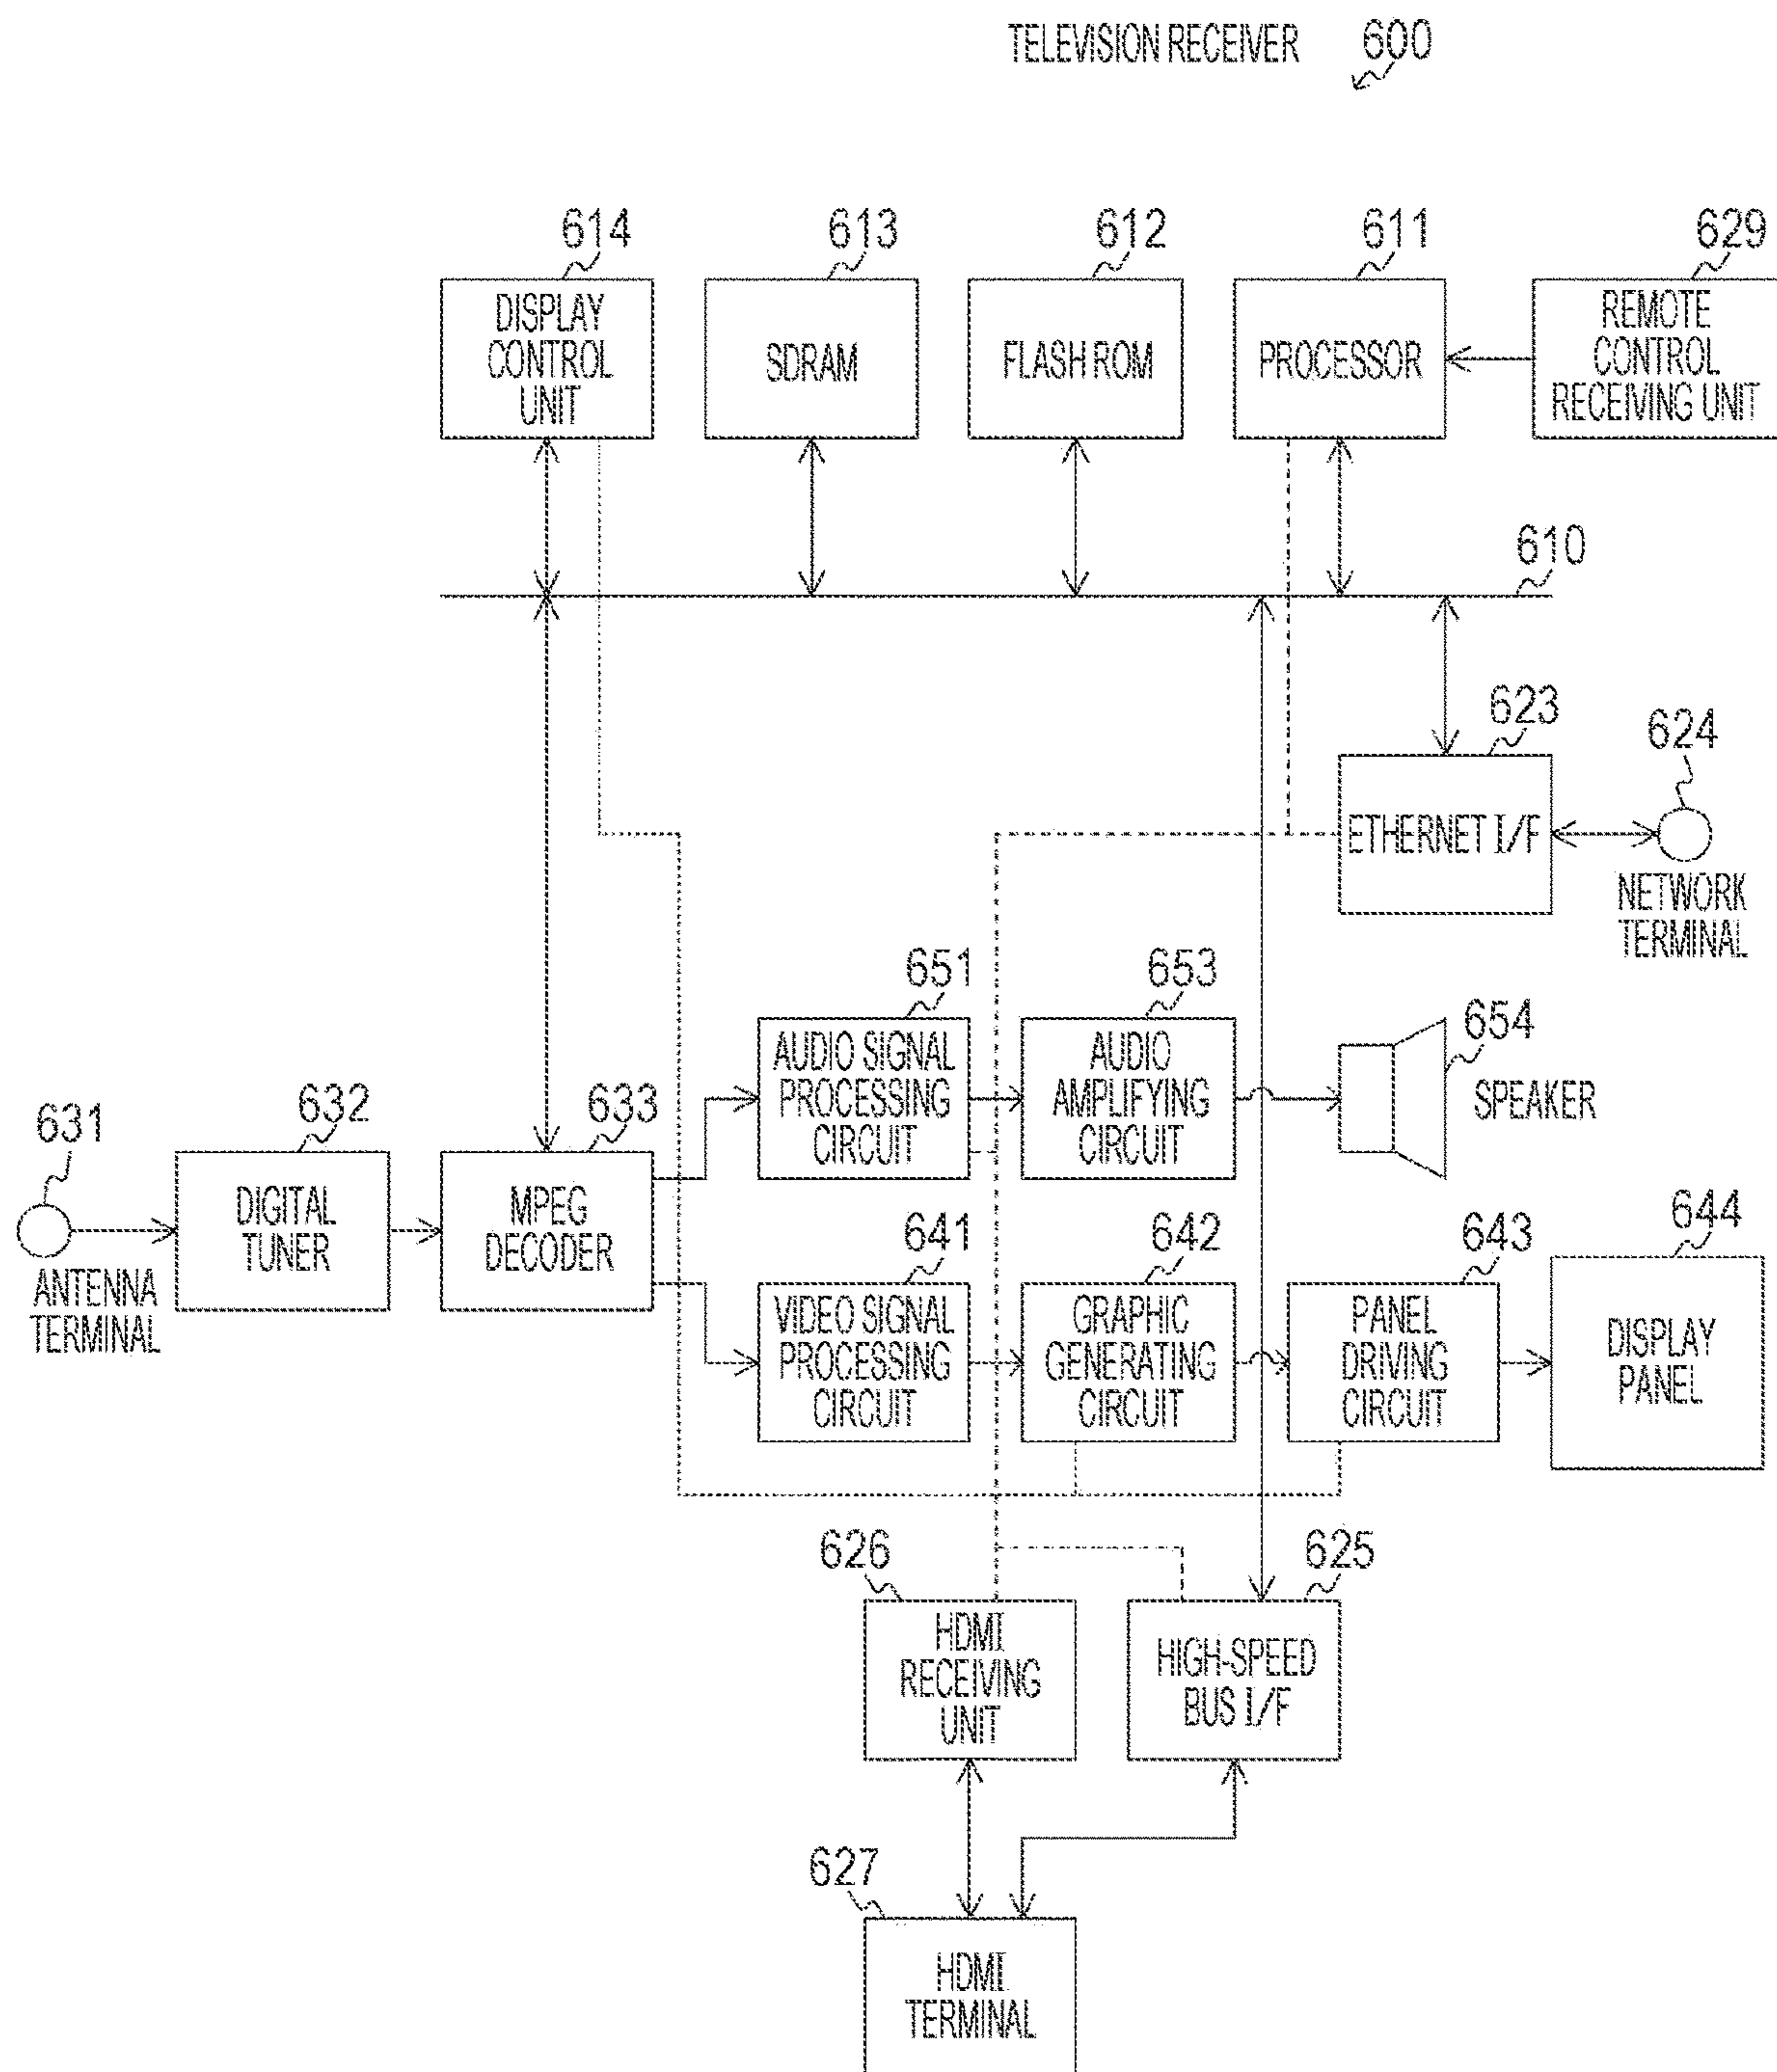 TELEVISION RECEIVER 600
614
613
612
611
629
DISPLAY
CONTROL
UNIT
SDRAM
FLASH ROM
PROCESSOR
REMOTE
CONTROL
RECEIVING UNIT
610
623
624
ETHERNET I/F
NETWORK
TERMINAL
651
653
654
AUDIO SIGNAL
PROCESSING
CIRCUIT
AUDIO
AMPLIFYING
CIRCUIT
SPEAKER
631
632
633
ANTENNA
TERMINAL
DIGITAL
TUNER
MPEG
DECODER
641
642
643
644
VIDEO SIGNAL
PROCESSING
CIRCUIT
GRAPHIC
GENERATING
CIRCUIT
PANEL
DRIVING
CIRCUIT
DISPLAY
PANEL
626
625
HDMI
RECEIVING
UNIT
HIGH-SPEED
BUS I/F
627
HDMI
TERMINAL